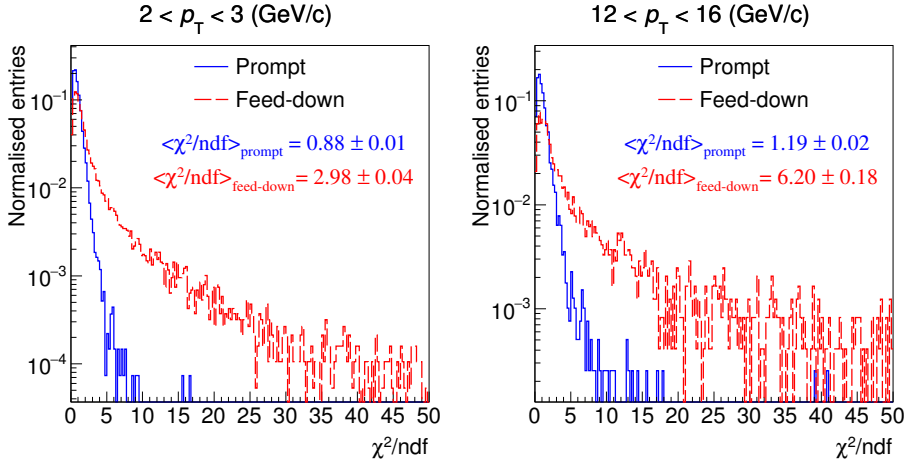 2 < p_T < 3 (GeV/c)
Normalised entries
Prompt
Feed-down
<χ²/ndf>prompt = 0.88 ± 0.01
<χ²/ndf>feed-down = 2.98 ± 0.04
10⁻¹
10⁻²
10⁻³
10⁻⁴
0 5 10 15 20 25 30 35 40 45 50
χ²/ndf
12 < p_T < 16 (GeV/c)
Normalised entries
Prompt
Feed-down
<χ²/ndf>prompt = 1.19 ± 0.02
<χ²/ndf>feed-down = 6.20 ± 0.18
10⁻¹
10⁻²
10⁻³
0 5 10 15 20 25 30 35 40 45 50
χ²/ndf